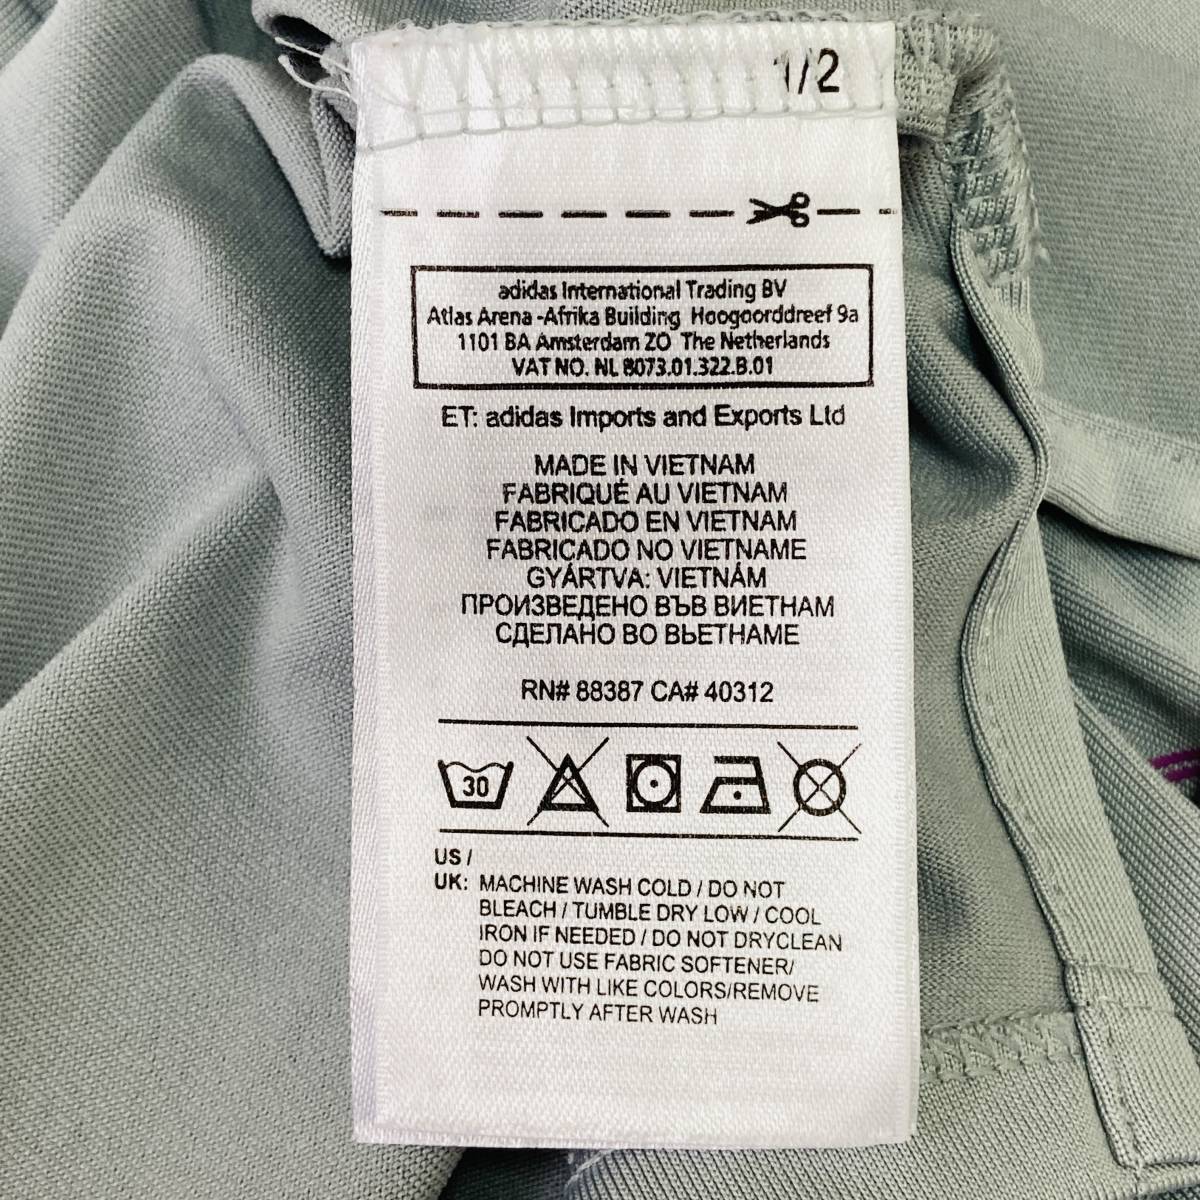 1/2
adidas International Trading BV
Atlas Arena -Afrika Building Hoogoorddreef 9a
1101 BA Amsterdam ZO The Netherlands
VAT NO. NL 8073.01.322.B.01
ET: adidas Imports and Exports Ltd
MADE IN VIETNAM
FABRIQUÉ AU VIETNAM
FABRICADO EN VIETNAM
FABRICADO NO VIETNAME
GYÁRTVA: VIETNÁM
ПРОИЗВЕДЕНО ВЪВ ВИЕТНАМ
СДЕЛАНО ВО ВЬЕТНАМЕ
RN# 88387 CA# 40312
30
US /
UK: MACHINE WASH COLD / DO NOT
BLEACH / TUMBLE DRY LOW / COOL
IRON IF NEEDED / DO NOT DRYCLEAN
DO NOT USE FABRIC SOFTENER/
WASH WITH LIKE COLORS/REMOVE
PROMPTLY AFTER WASH